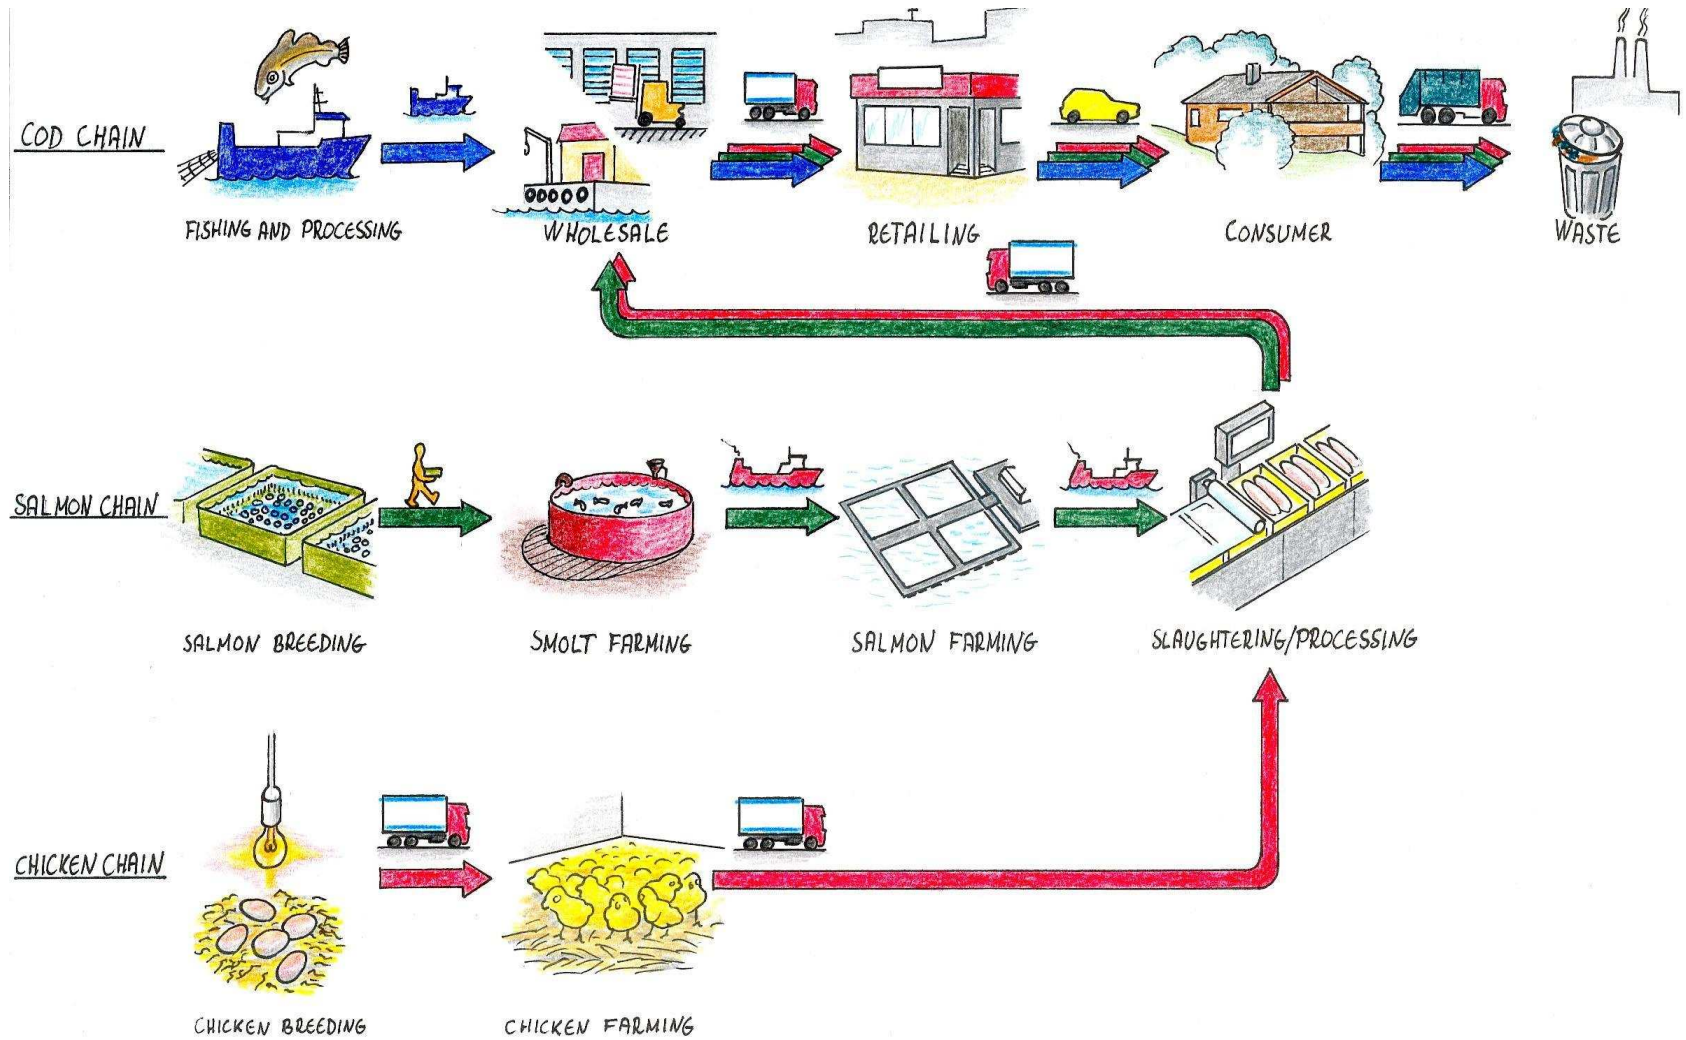 COD CHAIN
FISHING AND PROCESSING
WHOLESALE
RETAILING
CONSUMER
WASTE
SALMON CHAIN
SALMON BREEDING
SMOLT FARMING
SALMON FARMING
SLAUGHTERING/PROCESSING
CHICKEN CHAIN
CHICKEN BREEDING
CHICKEN FARMING